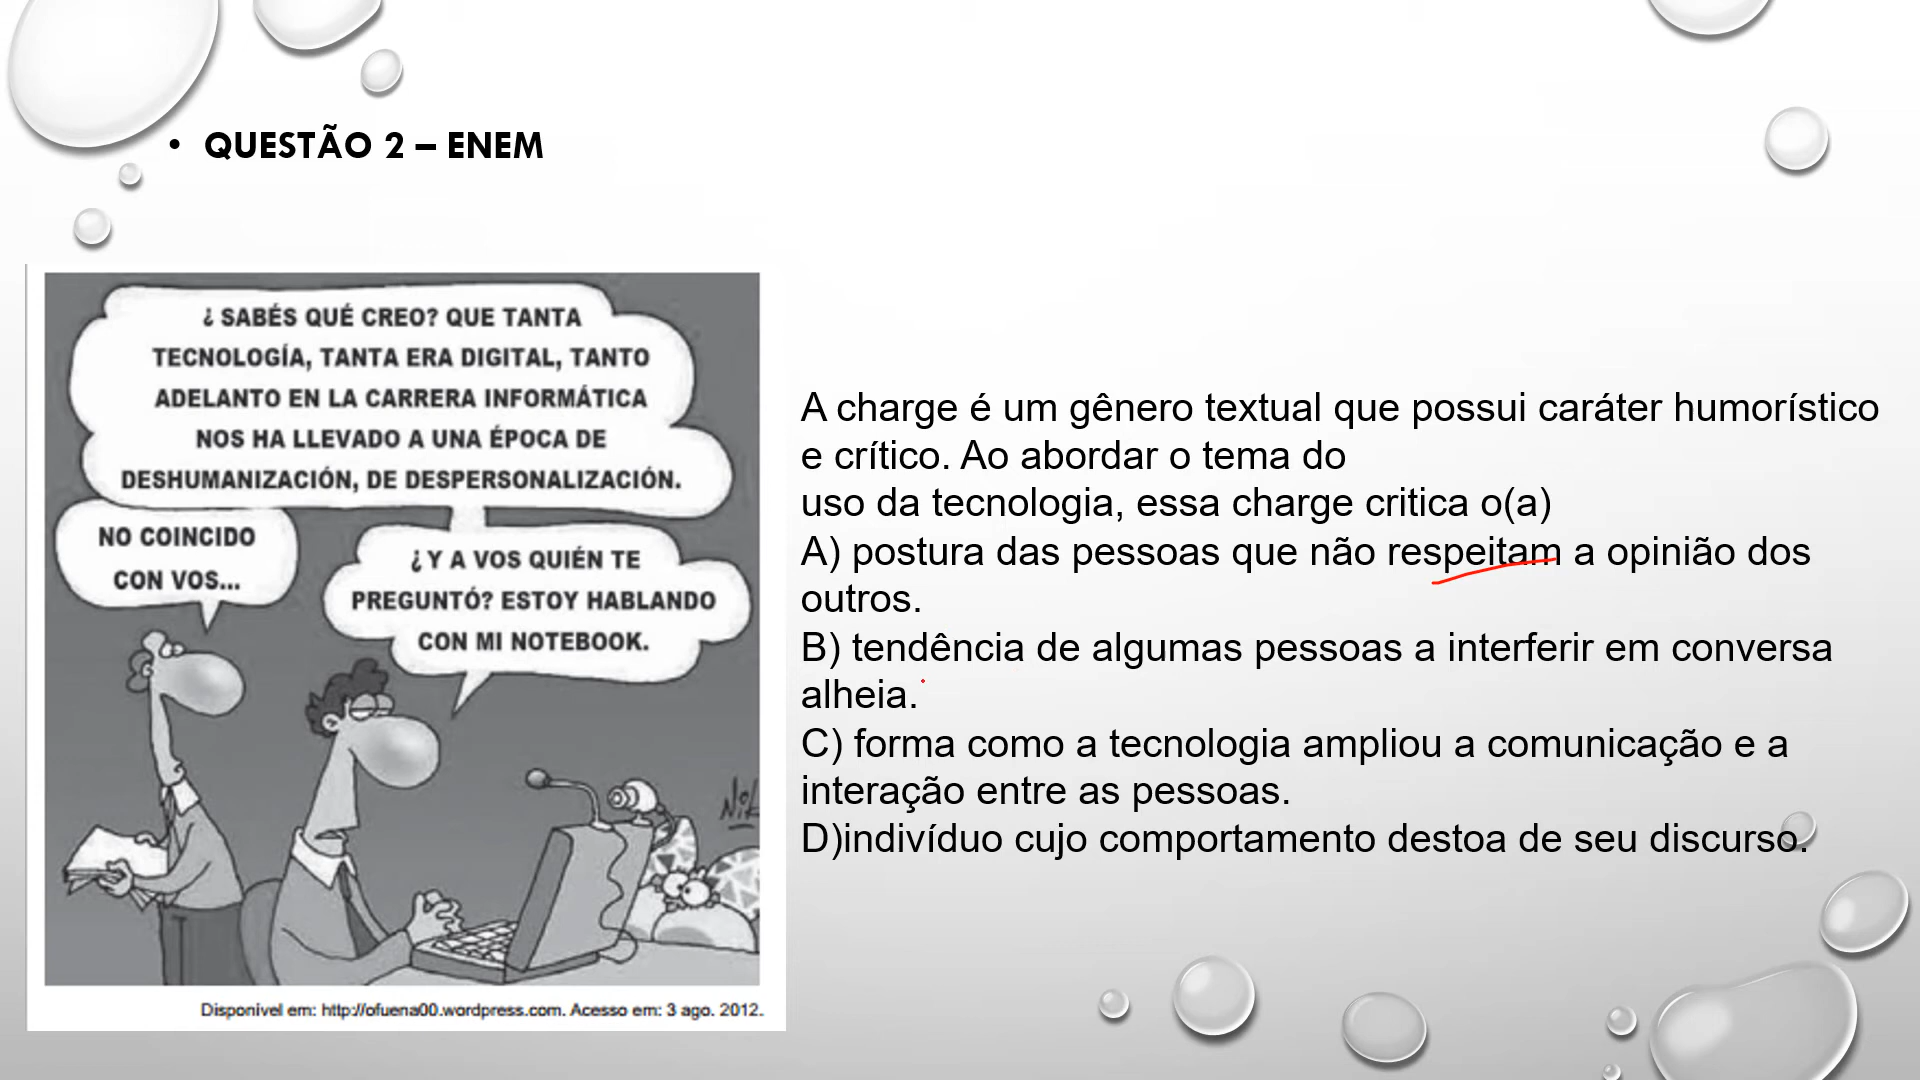 • QUESTÃO 2 – ENEM
¿ SABÉS QUÉ CREO? QUE TANTA
TECNOLOGÍA, TANTA ERA DIGITAL, TANTO
ADELANTO EN LA CARRERA INFORMÁTICA
NOS HA LLEVADO A UNA ÉPOCA DE
DESHUMANIZACIÓN, DE DESPERSONALIZACIÓN.
NO COINCIDO
CON VOS...
¿ Y A VOS QUIÉN TE
PREGUNTÓ? ESTOY HABLANDO
CON MI NOTEBOOK.
Disponível em: http://ofuena00.wordpress.com. Acesso em: 3 ago. 2012.
A charge é um gênero textual que possui caráter humorístico
e crítico. Ao abordar o tema do
uso da tecnologia, essa charge critica o(a)
A) postura das pessoas que não respeitam a opinião dos
outros.
B) tendência de algumas pessoas a interferir em conversa
alheia.
C) forma como a tecnologia ampliou a comunicação e a
interação entre as pessoas.
D)indivíduo cujo comportamento destoa de seu discurso.